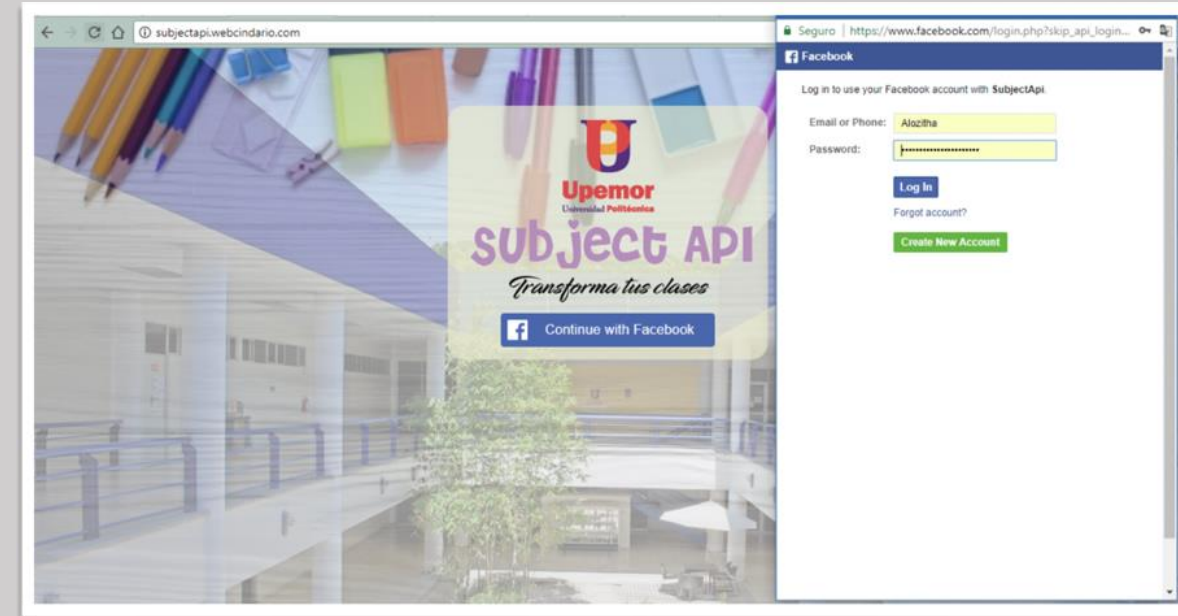 subjectapi.webcindario.com
Upemor
Universidad Politécnica
subject API
Transforma tus clases
Continue with Facebook
Seguro | https://www.facebook.com/login.php?skip_api_login...
Facebook
Log in to use your Facebook account with SubjectApi.
Email or Phone: Alozitha
Password: ••••••••••••••••••••••
Log In
Forgot account?
Create New Account